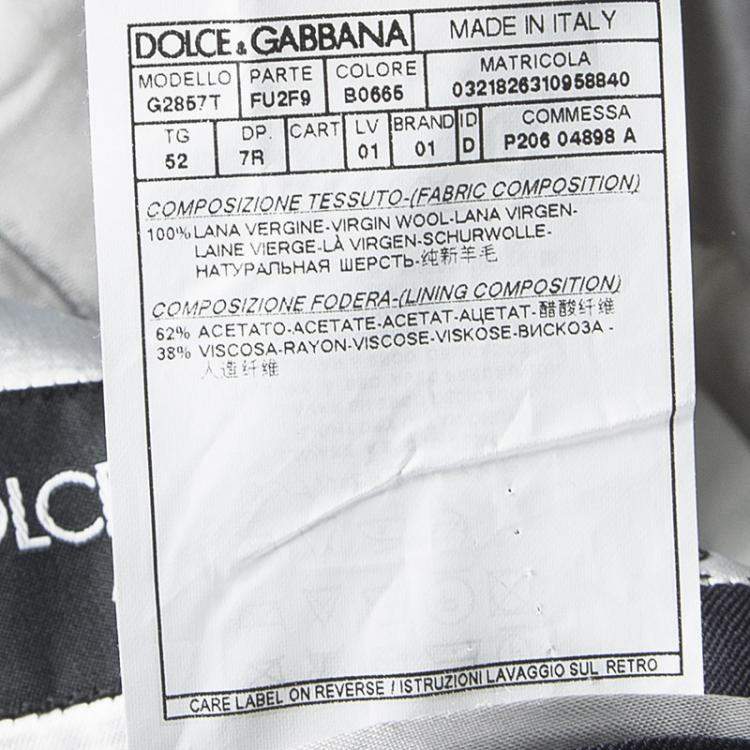 DOLCE & GABBANA MADE IN ITALY
MODELLO PARTE COLORE MATRICOLA
G2857T FU2F9 B0665 0321826310958840
TG DP. CART LV BRAND ID COMMESSA
52 7R 01 01 D P206 04898 A
COMPOSIZIONE TESSUTO-(FABRIC COMPOSITION)
100% LANA VERGINE-VIRGIN WOOL-LANA VIRGEN-
LAINE VIERGE-LÀ VIRGEN-SCHURWOLLE-
НАТУРАЛЬНАЯ ШЕРСТЬ-纯新羊毛
COMPOSIZIONE FODERA-(LINING COMPOSITION)
62% ACETATO-ACETATE-ACETAT-АЦЕТАТ-醋酸纤维
38% VISCOSA-RAYON-VISCOSE-VISKOSE-ВИСКОЗА -
人造纤维
OLC
CARE LABEL ON REVERSE / ISTRUZIONI LAVAGGIO SUL RETRO